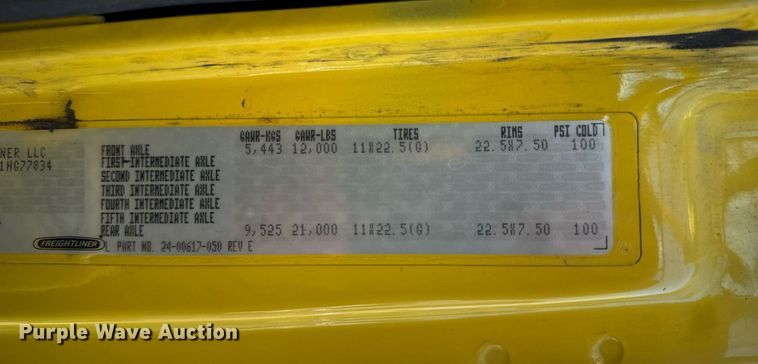 GAWR-KGS GAWR-LBS TIRES RIMS PSI COLD
NER LLC FRONT AXLE 5,443 12,000 11X22.5(G) 22.5X7.50 100
1HG77834 FIRST-INTERMEDIATE AXLE
SECOND INTERMEDIATE AXLE
THIRD INTERMEDIATE AXLE
FOURTH INTERMEDIATE AXLE
FIFTH INTERMEDIATE AXLE
REAR AXLE 9,525 21,000 11X22.5(G) 22.5X7.50 100
FREIGHTLINER L PART NO. 24-00617-050 REV E
Purple Wave Auction